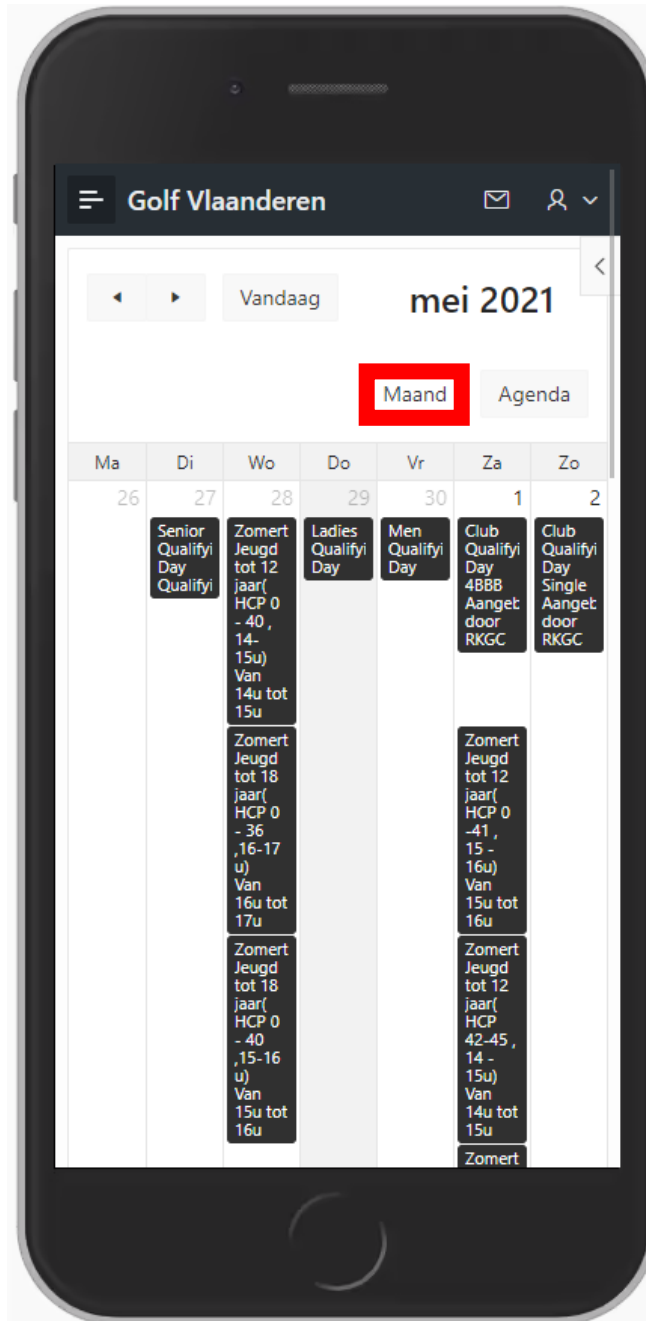 Golf Vlaanderen
Vandaag
mei 2021
Maand
Agenda
Ma Di Wo Do Vr Za Zo
26 27 28 29 30 1 2
Senior
Qualifyi
Day
Qualifyi
Zomert
Jeugd
tot 12
jaar(
HCP 0
- 40 ,
14-
15u)
Van
14u tot
15u
Ladies
Qualifyi
Day
Men
Qualifyi
Day
Club
Qualifyi
Day
4BBB
Aangeb
door
RKGC
Club
Qualifyi
Day
Single
Aangeb
door
RKGC
Zomert
Jeugd
tot 18
jaar(
HCP 0
- 36
,16-17
u)
Van
16u tot
17u
Zomert
Jeugd
tot 12
jaar(
HCP 0
-41 ,
15 -
16u)
Van
15u tot
16u
Zomert
Jeugd
tot 18
jaar(
HCP 0
- 40
,15-16
u)
Van
15u tot
16u
Zomert
Jeugd
tot 12
jaar(
HCP
42-45 ,
14 -
15u)
Van
14u tot
15u
Zomert